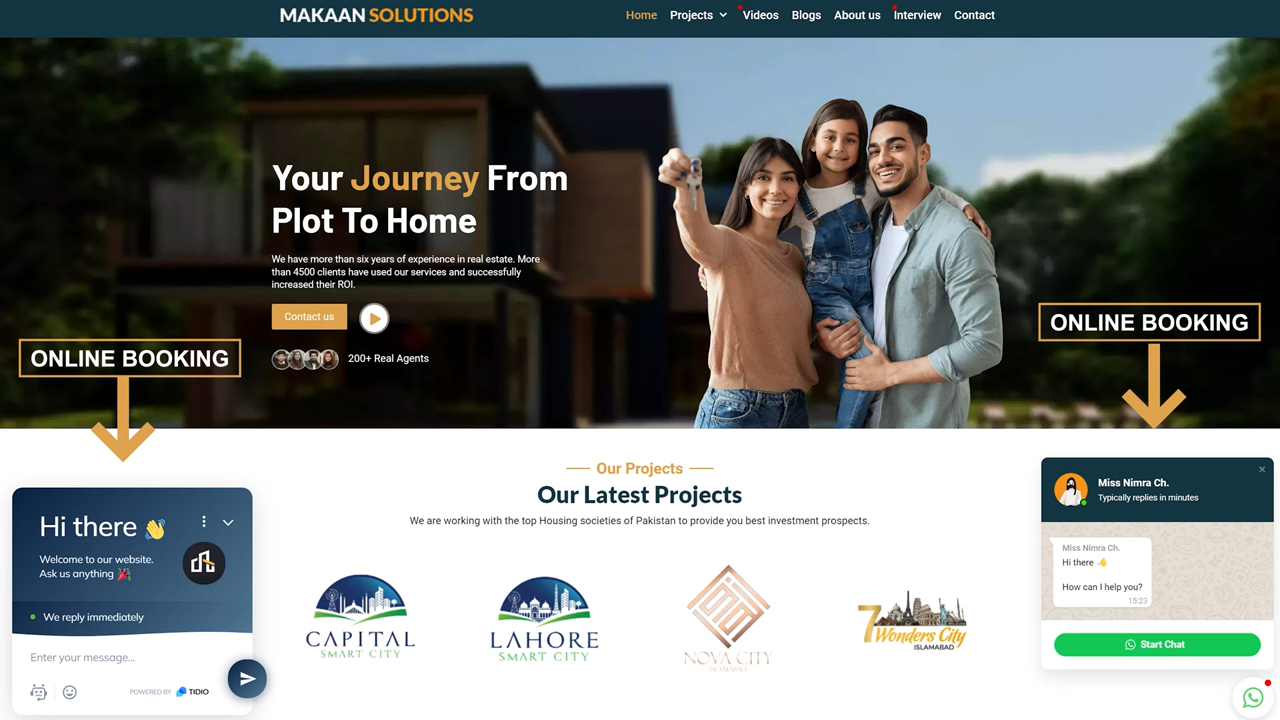 MAKAAN SOLUTIONS
Home Projects Videos Blogs About us Interview Contact
Your Journey From
Plot To Home
We have more than six years of experience in real estate. More
than 4500 clients have used our services and successfully
increased their ROI.
Contact us
200+ Real Agents
ONLINE BOOKING
ONLINE BOOKING
Our Projects
Our Latest Projects
We are working with the top Housing societies of Pakistan to provide you best investment prospects.
CAPITAL
SMART CITY
LAHORE
SMART CITY
NOVA CITY
ISLAMABAD
7 Wonders City
ISLAMABAD
Hi there 👋
Welcome to our website.
Ask us anything 🎉
We reply immediately
Enter your message...
POWERED BY TIDIO
Miss Nimra Ch.
Typically replies in minutes
Miss Nimra Ch.
Hi there 👋
How can I help you?
15:23
Start Chat